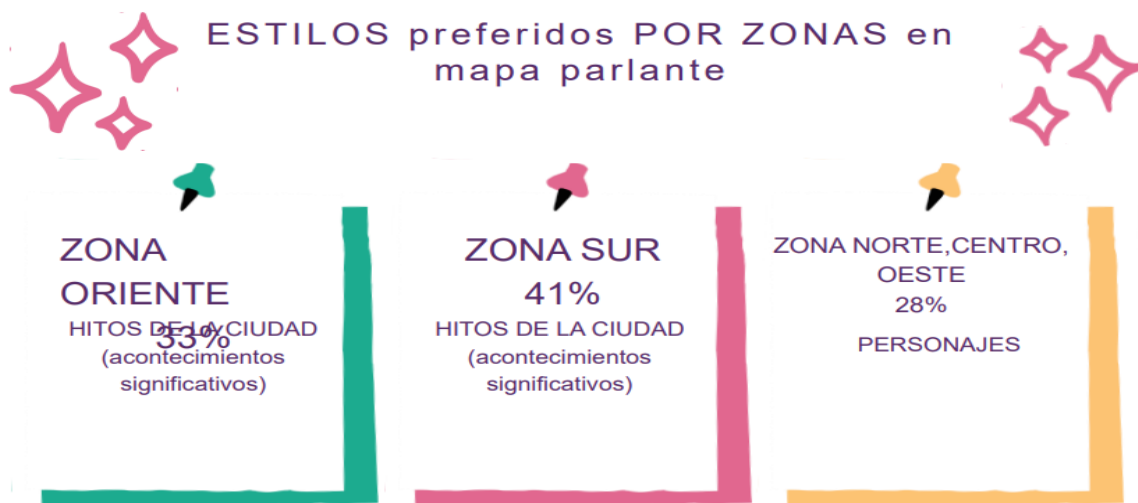 ESTILOS preferidos POR ZONAS en
mapa parlante
ZONA
ORIENTE
33%
HITOS DE LA CIUDAD
(acontecimientos
significativos)
ZONA SUR
41%
HITOS DE LA CIUDAD
(acontecimientos
significativos)
ZONA NORTE,CENTRO,
OESTE
28%
PERSONAJES